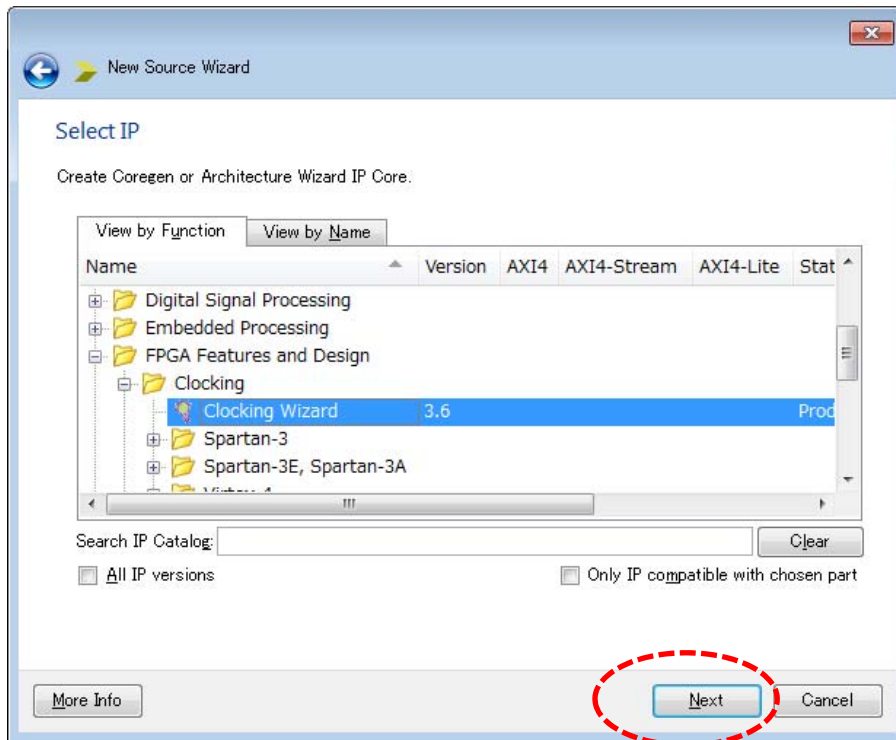 New Source Wizard
Select IP
Create Coregen or Architecture Wizard IP Core.
View by Function View by Name
Name Version AXI4 AXI4-Stream AXI4-Lite Stat
Digital Signal Processing
Embedded Processing
FPGA Features and Design
Clocking
Clocking Wizard 3.6 Prod
Spartan-3
Spartan-3E, Spartan-3A
Virtex-4
Search IP Catalog: Clear
All IP versions Only IP compatible with chosen part
More Info Next Cancel